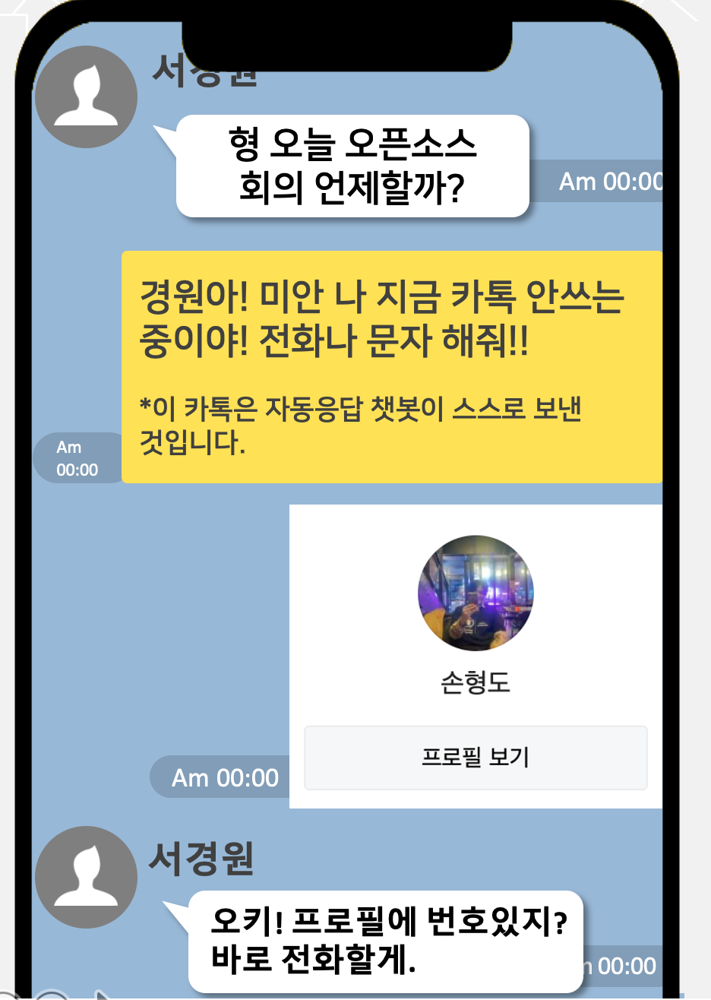 서경원
형 오늘 오픈소스
회의 언제할까?
Am 00:00
경원아! 미안 나 지금 카톡 안쓰는
중이야! 전화나 문자 해줘!!
*이 카톡은 자동응답 챗봇이 스스로 보낸
것입니다.
Am
00:00
손형도
프로필 보기
Am 00:00
서경원
오키! 프로필에 번호있지?
바로 전화할게.
00:00